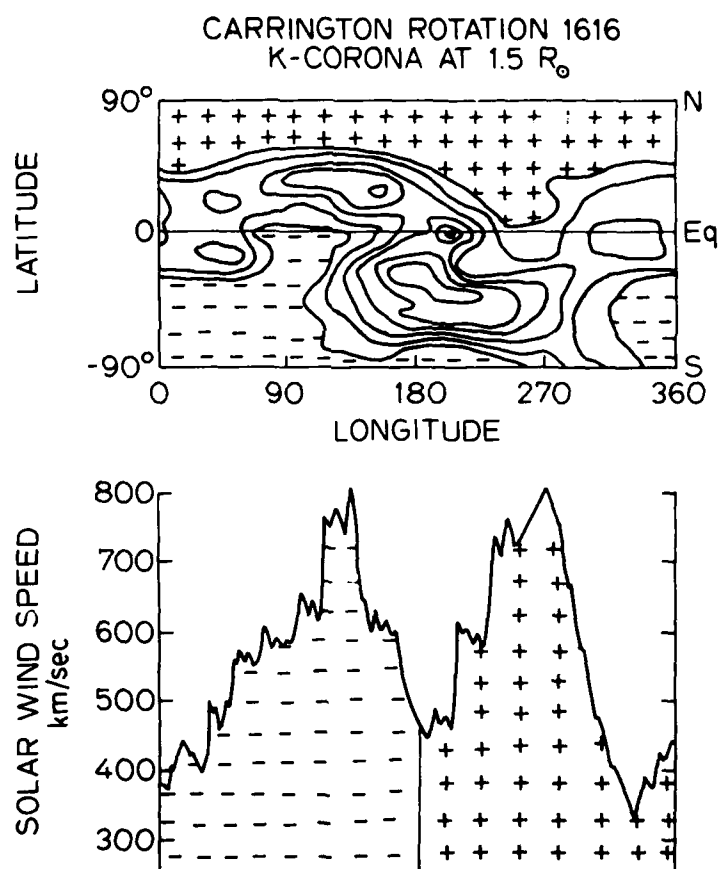 CARRINGTON ROTATION 1616
K-CORONA AT 1.5 R⊙
90°
N
LATITUDE
0
Eq
-90°
S
0 90 180 270 360
LONGITUDE
800
700
600
500
400
300
SOLAR WIND SPEED
km/sec